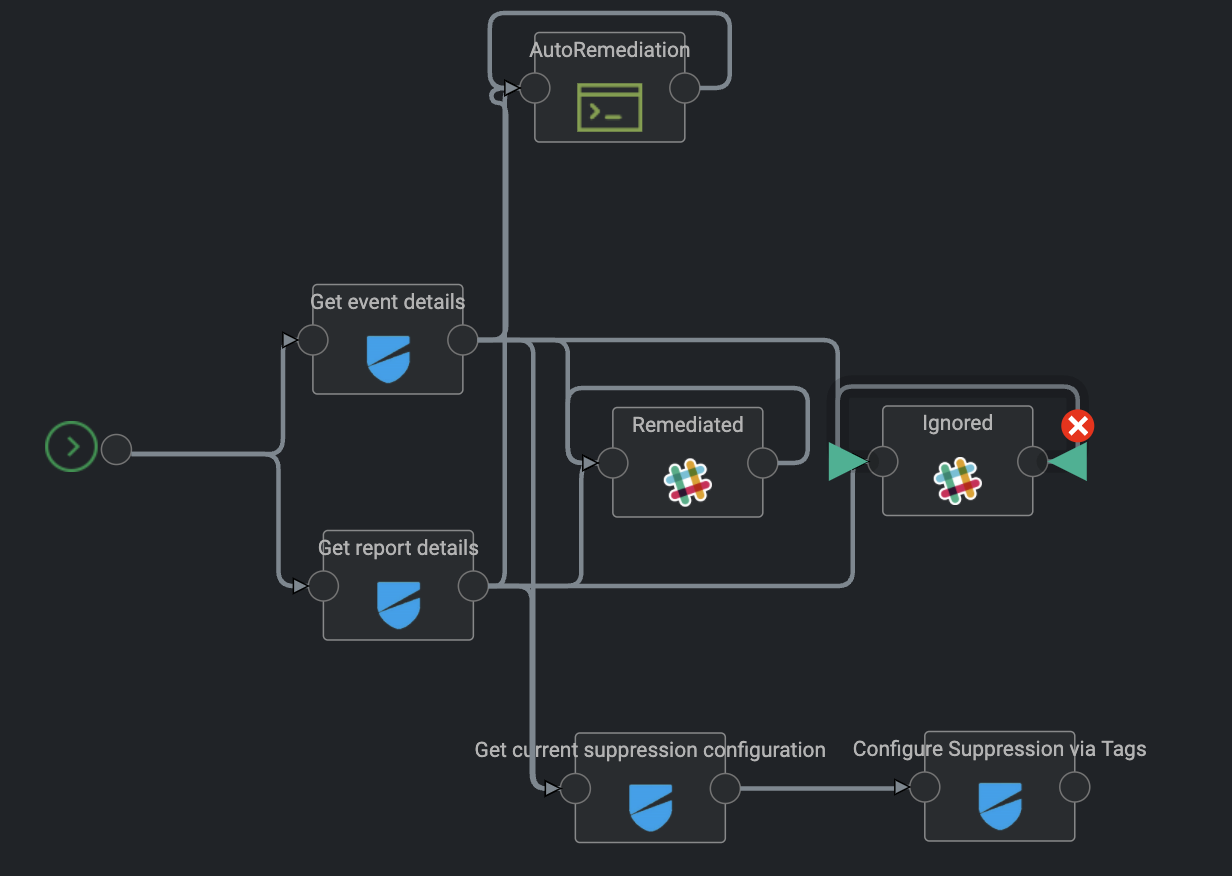 AutoRemediation
Get event details
Remediated
Ignored
Get report details
Get current suppression configuration
Configure Suppression via Tags